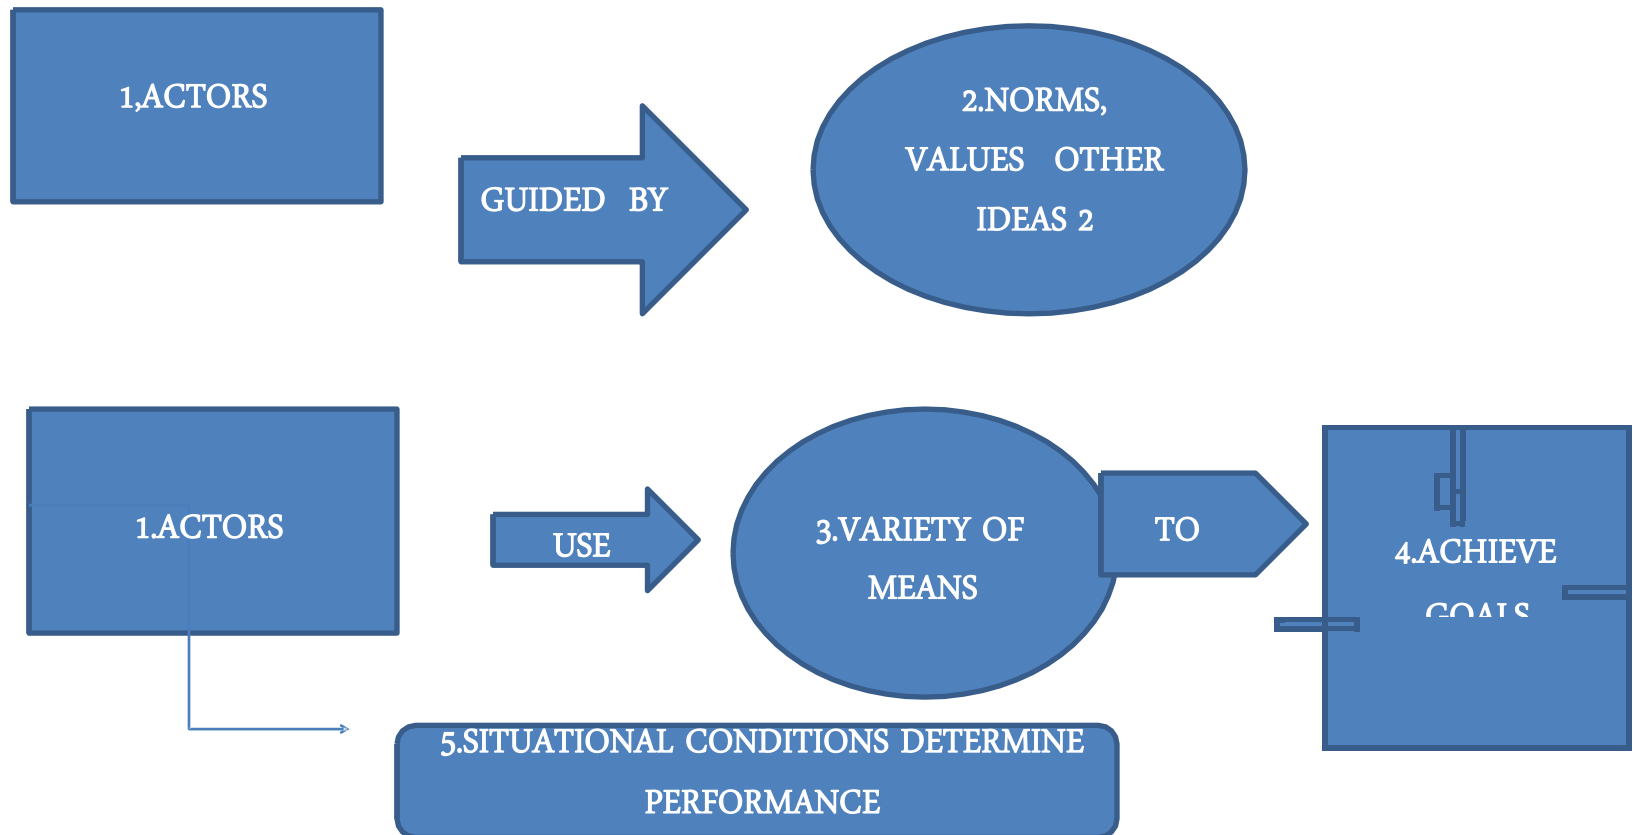 1,ACTORS
GUIDED BY
2.NORMS,
VALUES OTHER
IDEAS 2
1.ACTORS
USE
3.VARIETY OF
MEANS
TO
4.ACHIEVE
GOALS
5.SITUATIONAL CONDITIONS DETERMINE
PERFORMANCE